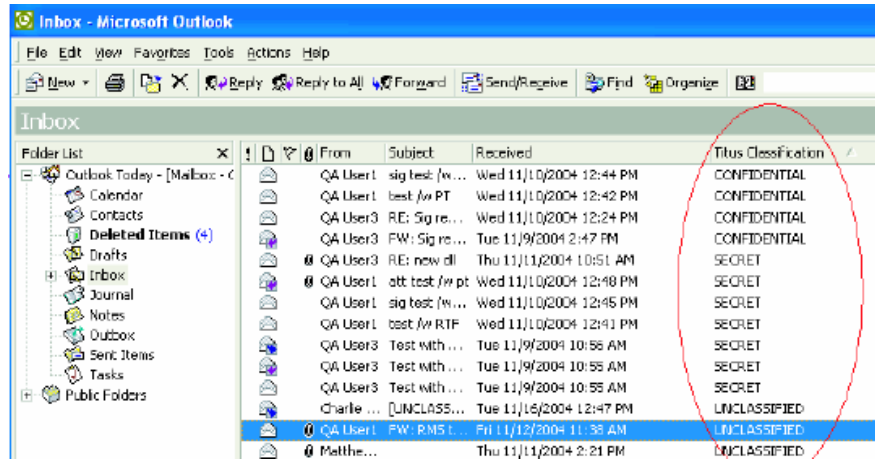 Inbox - Microsoft Outlook
File Edit View Favorites Tools Actions Help
New Reply Reply to All Forward Send/Receive Find Organize
Inbox
Folder List X ! From Subject Received Titus Classification
Outlook Today - [Mailbox - QA User1 sig test /w... Wed 11/10/2004 12:44 PM CONFIDENTIAL
Calendar QA User1 test /w PT Wed 11/10/2004 12:42 PM CONFIDENTIAL
Contacts QA User3 RE: Sig re... Wed 11/10/2004 12:24 PM CONFIDENTIAL
Deleted Items (4) QA User3 FW: Sig re... Tue 11/9/2004 2:47 PM CONFIDENTIAL
Drafts QA User3 RE: new dll Thu 11/11/2004 10:51 AM SECRET
Inbox QA User1 att test /w pt Wed 11/10/2004 12:48 PM SECRET
Journal QA User1 sig test /w... Wed 11/10/2004 12:45 PM SECRET
Notes QA User1 test /w RTF Wed 11/10/2004 12:41 PM SECRET
Outbox QA User3 Test with ... Tue 11/9/2004 10:56 AM SECRET
Sent Items QA User3 Test with ... Tue 11/9/2004 10:55 AM SECRET
Tasks QA User3 Test with ... Tue 11/9/2004 10:55 AM SECRET
Public Folders Charlie ... [UNCLASS... Tue 11/16/2004 12:47 PM UNCLASSIFIED
QA User1 FW: RMS t... Fri 11/12/2004 11:38 AM UNCLASSIFIED
Matthe... Thu 11/11/2004 2:21 PM UNCLASSIFIED